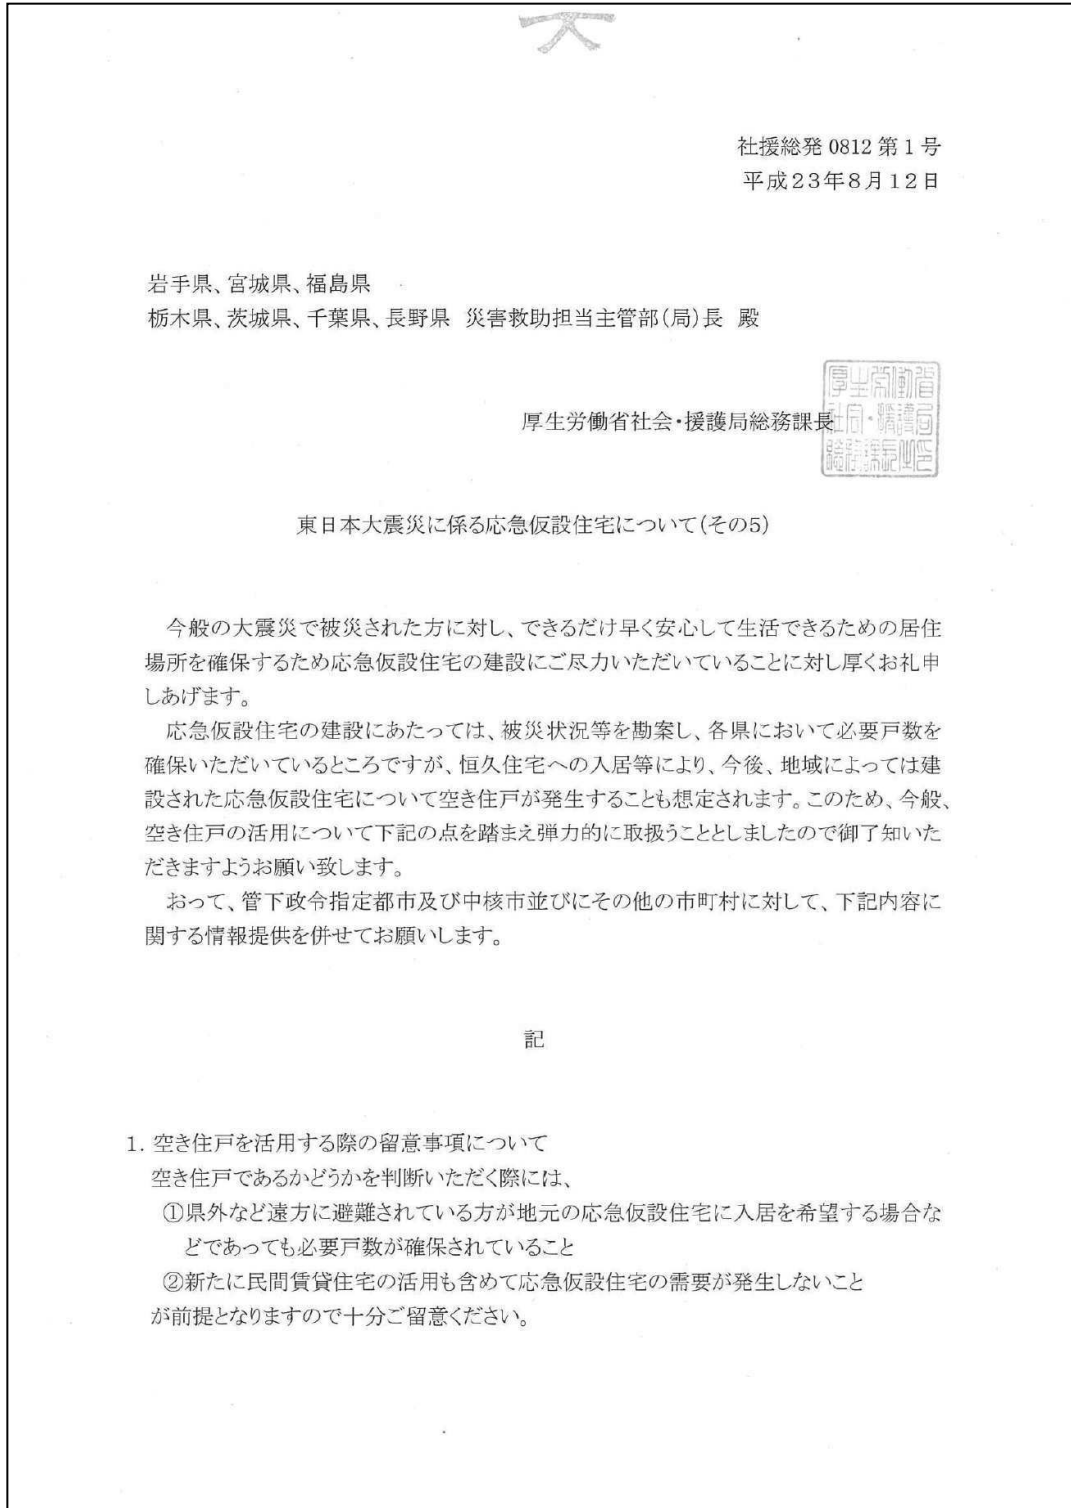 社援総発 0812 第 1 号
平成23年8月12日
岩手県、宮城県、福島県
栃木県、茨城県、千葉県、長野県 災害救助担当主管部(局)長 殿
厚生労働省社会・援護局総務課長
東日本大震災に係る応急仮設住宅について(その5)
今般の大震災で被災された方に対し、できるだけ早く安心して生活できるための居住
場所を確保するため応急仮設住宅の建設にご尽力いただいていることに対し厚くお礼申
しあげます。
応急仮設住宅の建設にあたっては、被災状況等を勘案し、各県において必要戸数を
確保いただいているところですが、恒久住宅への入居等により、今後、地域によっては建
設された応急仮設住宅について空き住戸が発生することも想定されます。このため、今般、
空き住戸の活用について下記の点を踏まえ弾力的に取扱うこととしましたので御了知いた
だきますようお願い致します。
おって、管下政令指定都市及び中核市並びにその他の市町村に対して、下記内容に
関する情報提供を併せてお願いします。
記
1. 空き住戸を活用する際の留意事項について
空き住戸であるかどうかを判断いただく際には、
①県外など遠方に避難されている方が地元の応急仮設住宅に入居を希望する場合な
どであっても必要戸数が確保されていること
②新たに民間賃貸住宅の活用も含めて応急仮設住宅の需要が発生しないこと
が前提となりますので十分ご留意ください。